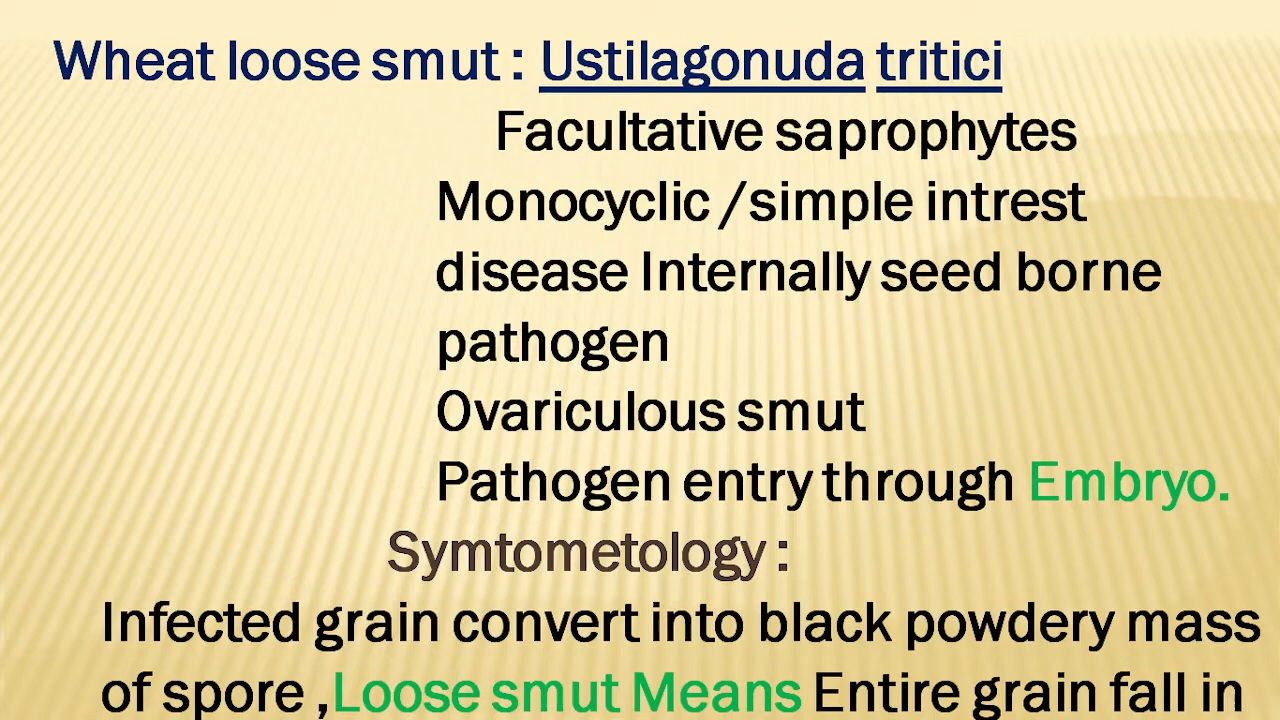 Wheat loose smut : Ustilagonuda tritici
Facultative saprophytes
Monocyclic /simple intrest
disease Internally seed borne
pathogen
Ovariculous smut
Pathogen entry through Embryo.
Symtometology :
Infected grain convert into black powdery mass
of spore ,Loose smut Means Entire grain fall in